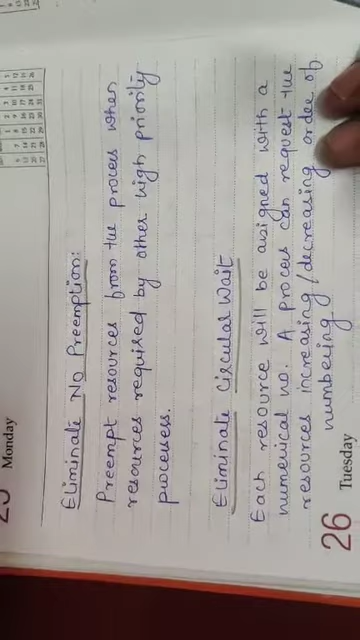 Monday
Eliminate No Preemption:
Preempt resources from the process when
resources required by other high priority
processes.
Eliminate Circular Wait
Each resource will be assigned with a
numerical no. A process can request the
resources increasing/decreasing order of
numbering
26 Tuesday